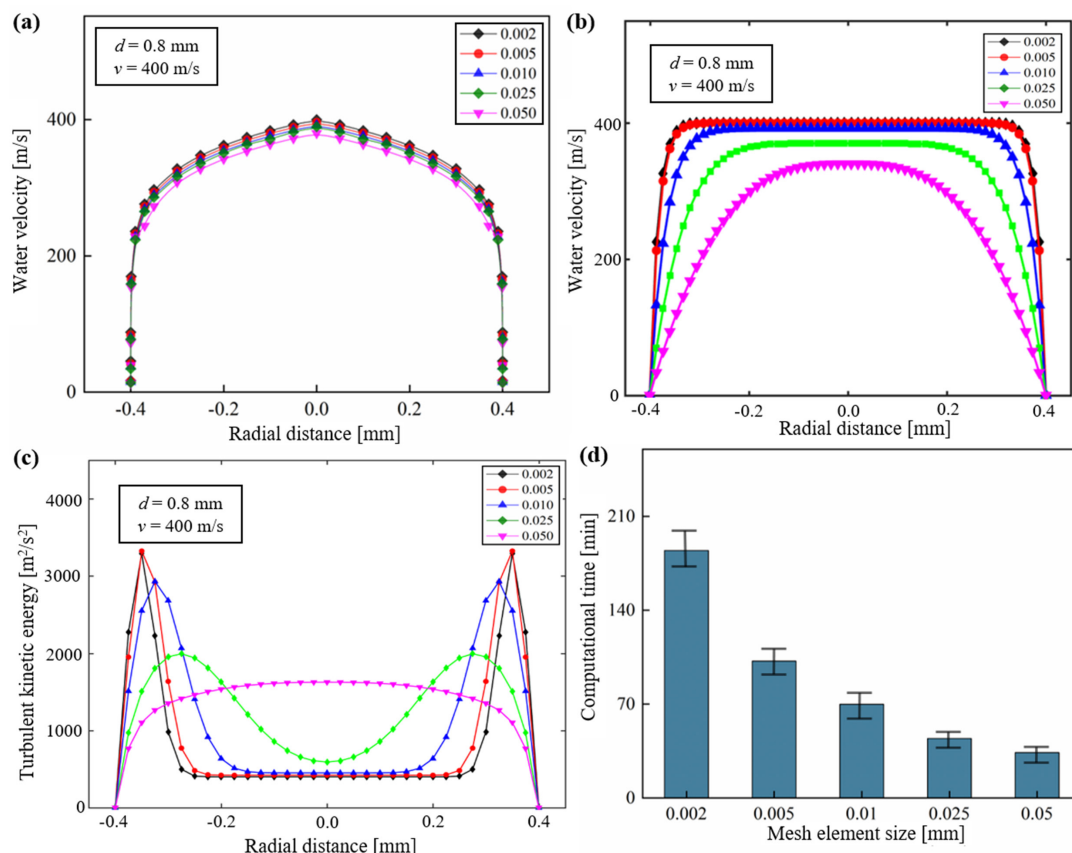 (a)
d = 0.8 mm
v = 400 m/s
0.002
0.005
0.010
0.025
0.050
Water velocity [m/s]
400
200
0
-0.4 -0.2 0.0 0.2 0.4
Radial distance [mm]
(b)
d = 0.8 mm
v = 400 m/s
0.002
0.005
0.010
0.025
0.050
Water velocity [m/s]
400
200
0
-0.4 -0.2 0.0 0.2 0.4
Radial distance [mm]
(c)
d = 0.8 mm
v = 400 m/s
0.002
0.005
0.010
0.025
0.050
Turbulent kinetic energy [m²/s²]
4000
3000
2000
1000
0
-0.4 -0.2 0.0 0.2 0.4
Radial distance [mm]
(d)
Computational time [min]
210
140
70
0
0.002 0.005 0.01 0.025 0.05
Mesh element size [mm]